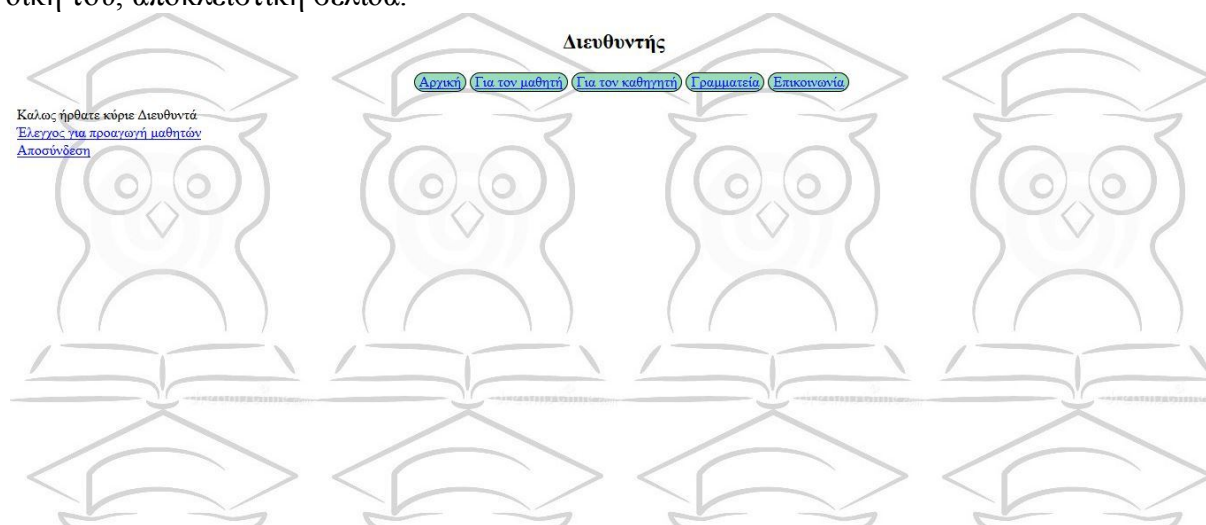 δική του, αποκλειστική σελίδα.
Διευθυντής
Αρχική Για τον μαθητή Για τον καθηγητή Γραμματεία Επικοινωνία
Καλως ήρθατε κύριε Διευθυντά
Έλεγχος για προαγωγή μαθητών
Αποσύνδεση